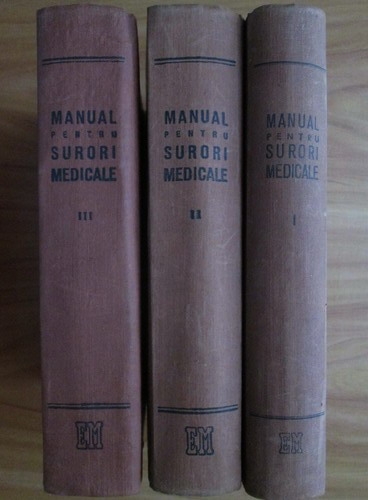 MANUAL
PENTRU
SURORI
MEDICALE
III
EM
MANUAL
PENTRU
SURORI
MEDICALE
II
EM
MANUAL
PENTRU
SURORI
MEDICALE
I
EM